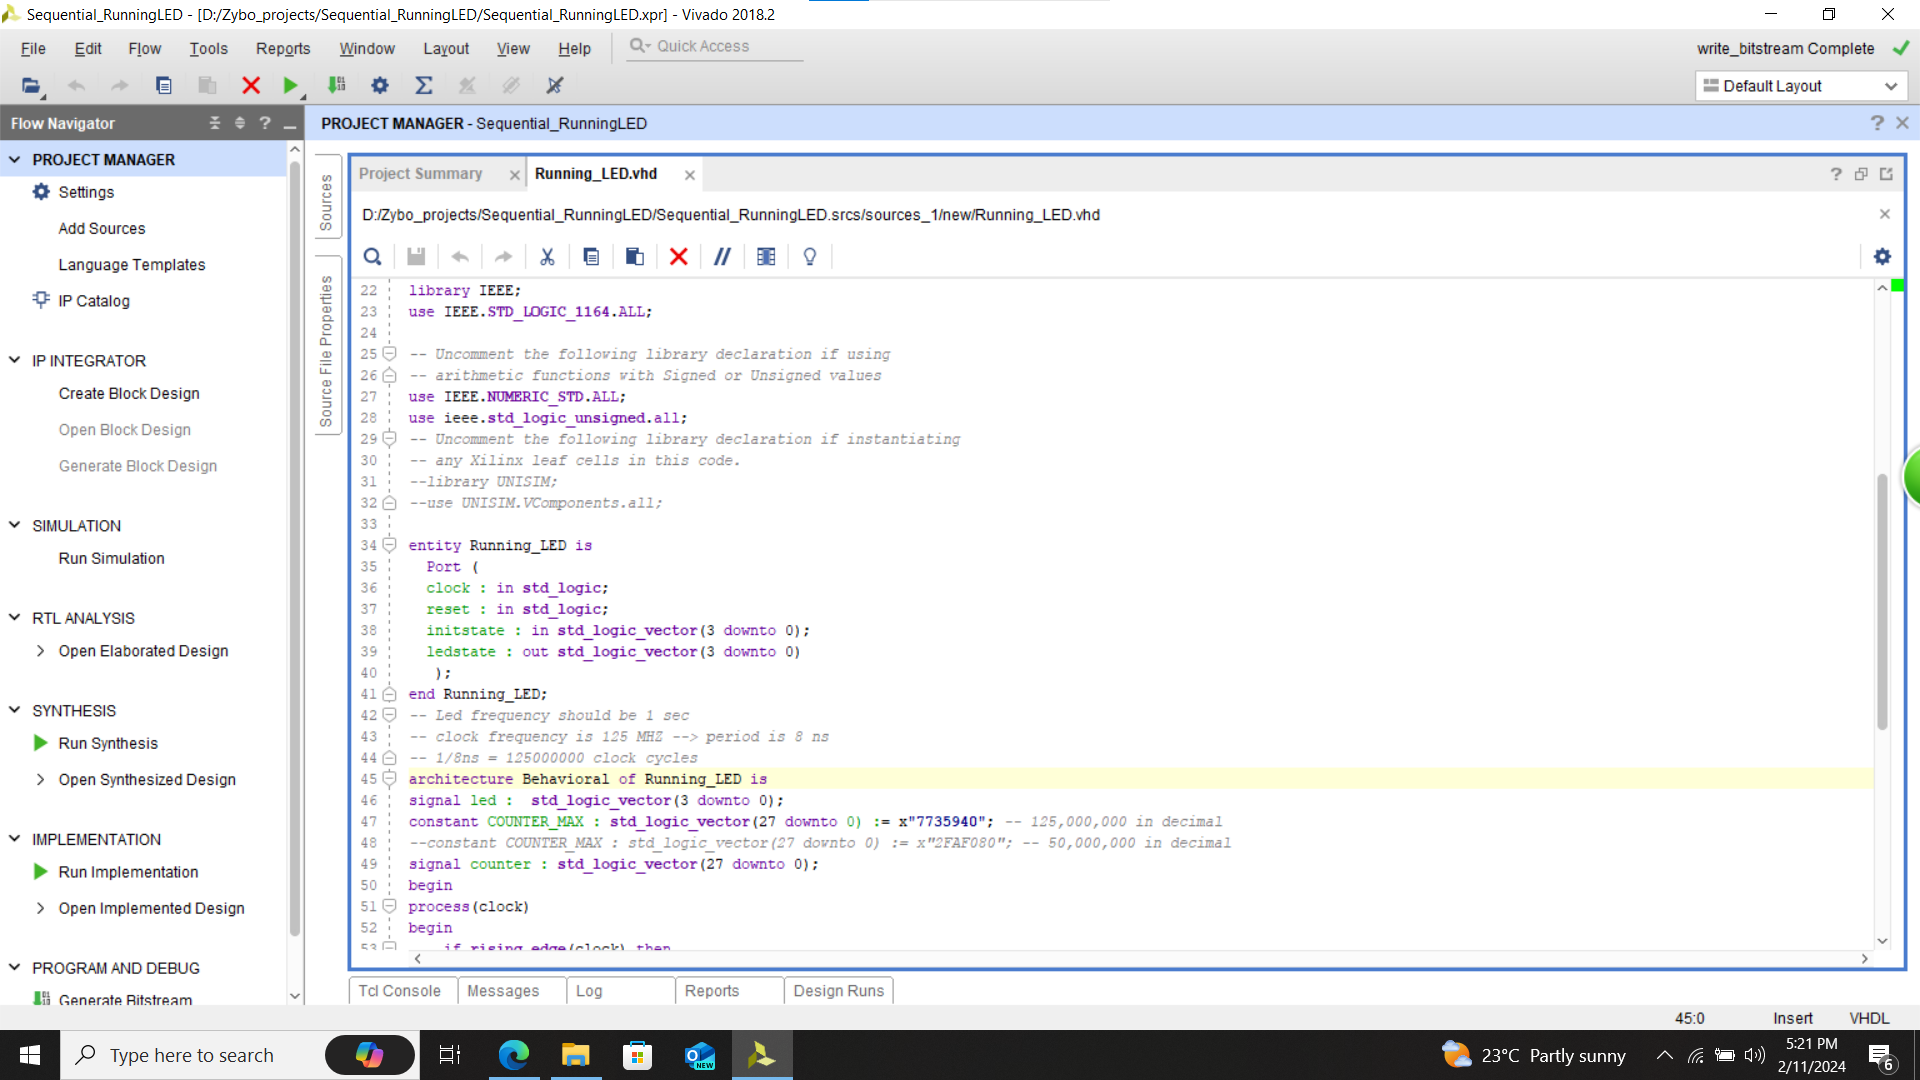 Sequential_RunningLED - [D:/Zybo_projects/Sequential_RunningLED/Sequential_RunningLED.xpr] - Vivado 2018.2
File Edit Flow Tools Reports Window Layout View Help Quick Access
write_bitstream Complete
Default Layout
Flow Navigator
PROJECT MANAGER
Settings
Add Sources
Language Templates
IP Catalog
IP INTEGRATOR
Create Block Design
Open Block Design
Generate Block Design
SIMULATION
Run Simulation
RTL ANALYSIS
Open Elaborated Design
SYNTHESIS
Run Synthesis
Open Synthesized Design
IMPLEMENTATION
Run Implementation
Open Implemented Design
PROGRAM AND DEBUG
Generate Bitstream
PROJECT MANAGER - Sequential_RunningLED
Sources
Source File Properties
Project Summary
Running_LED.vhd
D:/Zybo_projects/Sequential_RunningLED/Sequential_RunningLED.srcs/sources_1/new/Running_LED.vhd
22 library IEEE;
23 use IEEE.STD_LOGIC_1164.ALL;
24
25 -- Uncomment the following library declaration if using
26 -- arithmetic functions with Signed or Unsigned values
27 use IEEE.NUMERIC_STD.ALL;
28 use ieee.std_logic_unsigned.all;
29 -- Uncomment the following library declaration if instantiating
30 -- any Xilinx leaf cells in this code.
31 --library UNISIM;
32 --use UNISIM.VComponents.all;
33
34 entity Running_LED is
35 Port (
36 clock : in std_logic;
37 reset : in std_logic;
38 initstate : in std_logic_vector(3 downto 0);
39 ledstate : out std_logic_vector(3 downto 0)
40 );
41 end Running_LED;
42 -- Led frequency should be 1 sec
43 -- clock frequency is 125 MHZ --> period is 8 ns
44 -- 1/8ns = 125000000 clock cycles
45 architecture Behavioral of Running_LED is
46 signal led :  std_logic_vector(3 downto 0);
47 constant COUNTER_MAX : std_logic_vector(27 downto 0) := x"7735940"; -- 125,000,000 in decimal
48 --constant COUNTER_MAX : std_logic_vector(27 downto 0) := x"2FAF080"; -- 50,000,000 in decimal
49 signal counter : std_logic_vector(27 downto 0);
50 begin
51 process(clock)
52 begin
53 if rising_edge(clock) then
Tcl Console Messages Log Reports Design Runs
45:0 Insert VHDL
Type here to search
NEW
23°C Partly sunny
5:21 PM
2/11/2024
6